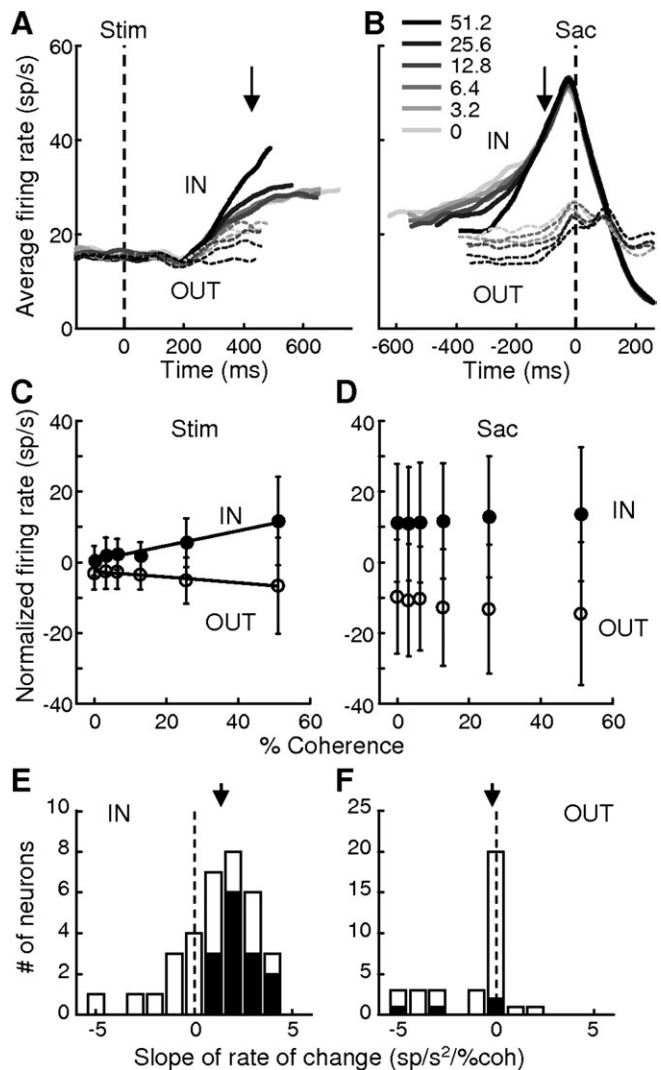 A
Stim
Average firing rate (sp/s)
60
40
20
0
IN
OUT
0
200
400
600
Time (ms)
B
Sac
51.2
25.6
12.8
6.4
3.2
0
IN
OUT
-600
-400
-200
0
200
Time (ms)
C
Stim
Normalized firing rate (sp/s)
40
20
0
-20
-40
IN
OUT
0
20
40
60
D
Sac
40
20
0
-20
-40
IN
OUT
0
20
40
60
% Coherence
E
IN
# of neurons
10
8
6
4
2
0
-5
0
5
F
OUT
25
20
15
10
5
0
-5
0
5
Slope of rate of change (sp/s²/%coh)